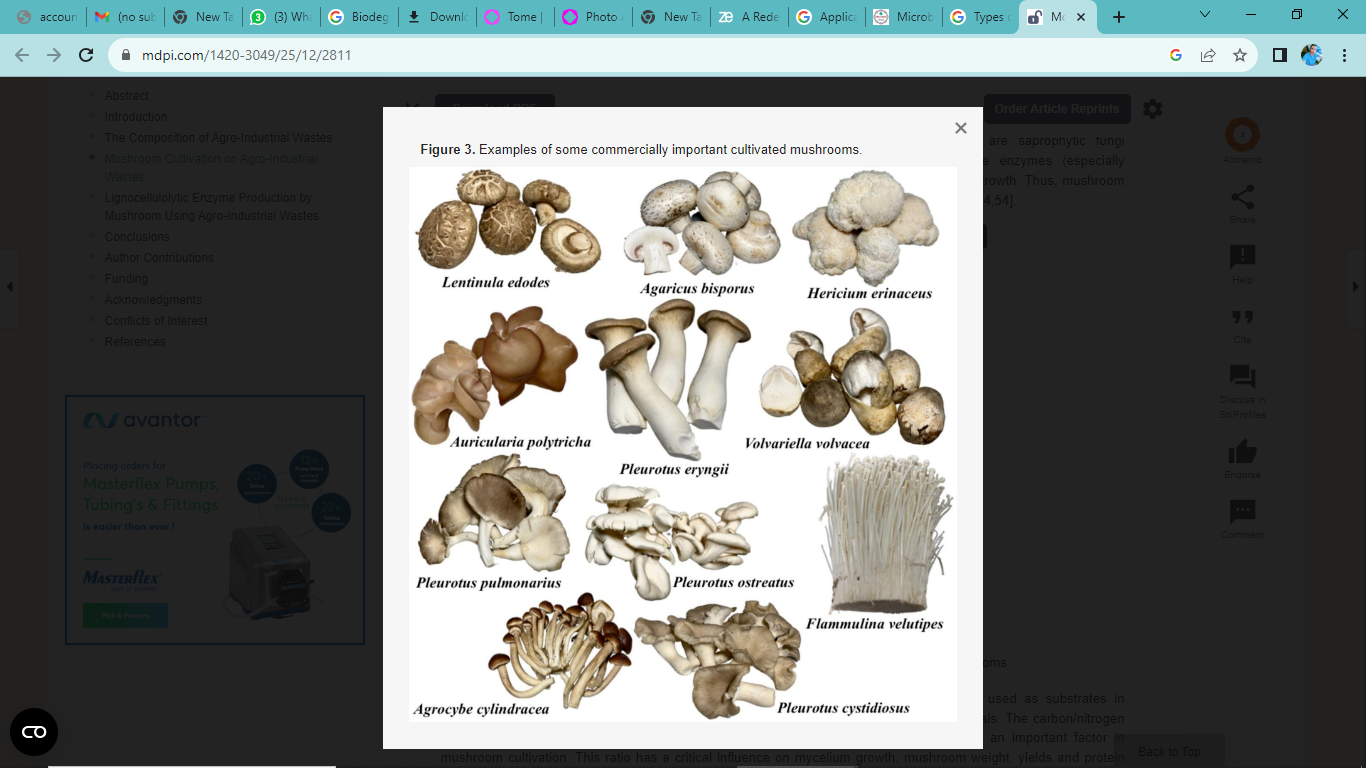 accoun
(no sub
New Ta
(3) Wha
Biodeg
Downlo
Tome |
Photo A
New Ta
A Rede
Applica
Microb
Types o
Mo
mdpi.com/1420-3049/25/12/2811
Abstract
Introduction
The Composition of Agro-Industrial Wastes
Mushroom Cultivation on Agro-Industrial
Wastes
Lignocellulolytic Enzyme Production by
Mushroom Using Agro-Industrial Wastes
Conclusions
Author Contributions
Funding
Acknowledgments
Conflicts of Interest
References
avantor
Placing orders for
Masterflex Pumps,
Tubing's & Fittings
is easier than ever !
MASTERFLEX
Order Article Reprints
are saprophytic fungi
enzymes (especially
growth. Thus, mushroom
4,54].
Figure 3. Examples of some commercially important cultivated mushrooms.
Lentinula edodes
Agaricus bisporus
Hericium erinaceus
Auricularia polytricha
Pleurotus eryngii
Volvariella volvacea
Pleurotus pulmonarius
Pleurotus ostreatus
Flammulina velutipes
Agrocybe cylindracea
Pleurotus cystidiosus
used as substrates in
The carbon/nitrogen
an important factor in
mushroom cultivation. This ratio has a critical influence on mycelium growth, mushroom weight, yields and protein
Altmetric
Share
Help
Cite
Discuss in
SciProfiles
Endorse
Comment
Back to Top